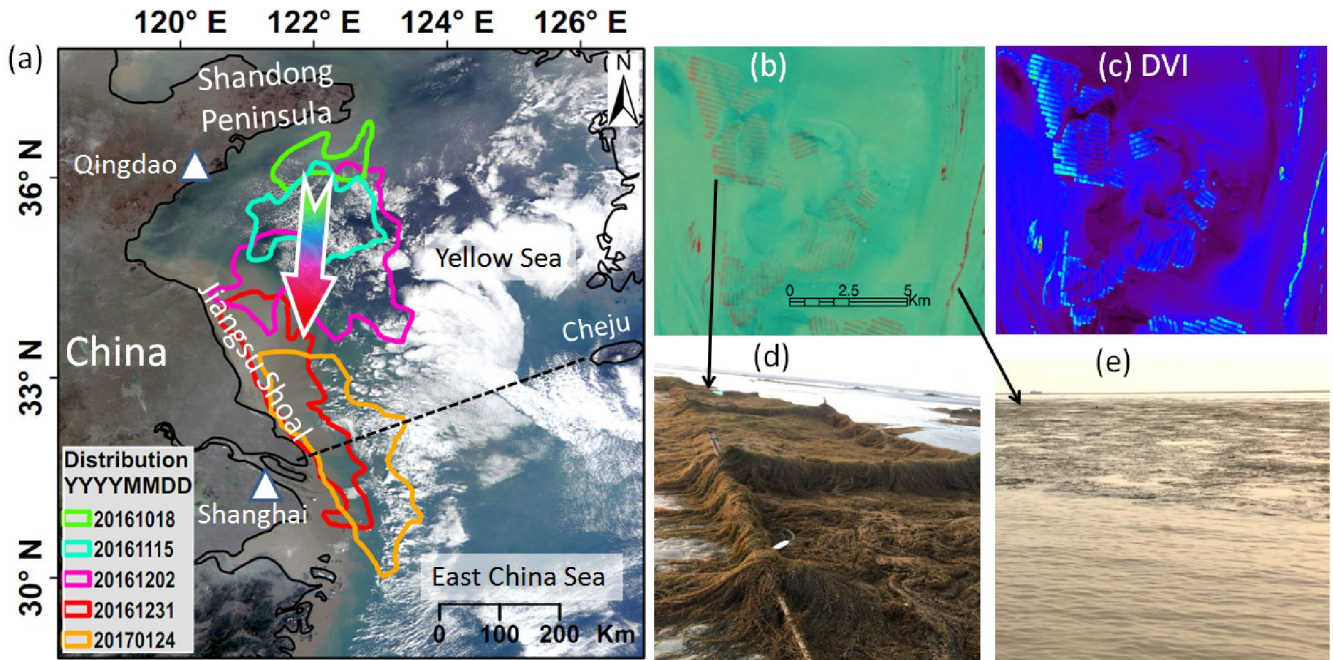 120° E 122° E 124° E 126° E
(a)
N
Shandong
Peninsula
Qingdao
36° N
Yellow Sea
Cheju
China
Jiangsu Shoal
33° N
Distribution
YYYYMMDD
20161018
20161115
20161202
20161231
20170124
Shanghai
30° N
East China Sea
0 100 200 Km
(b)
0 2.5 5
Km
(c) DVI
(d)
(e)